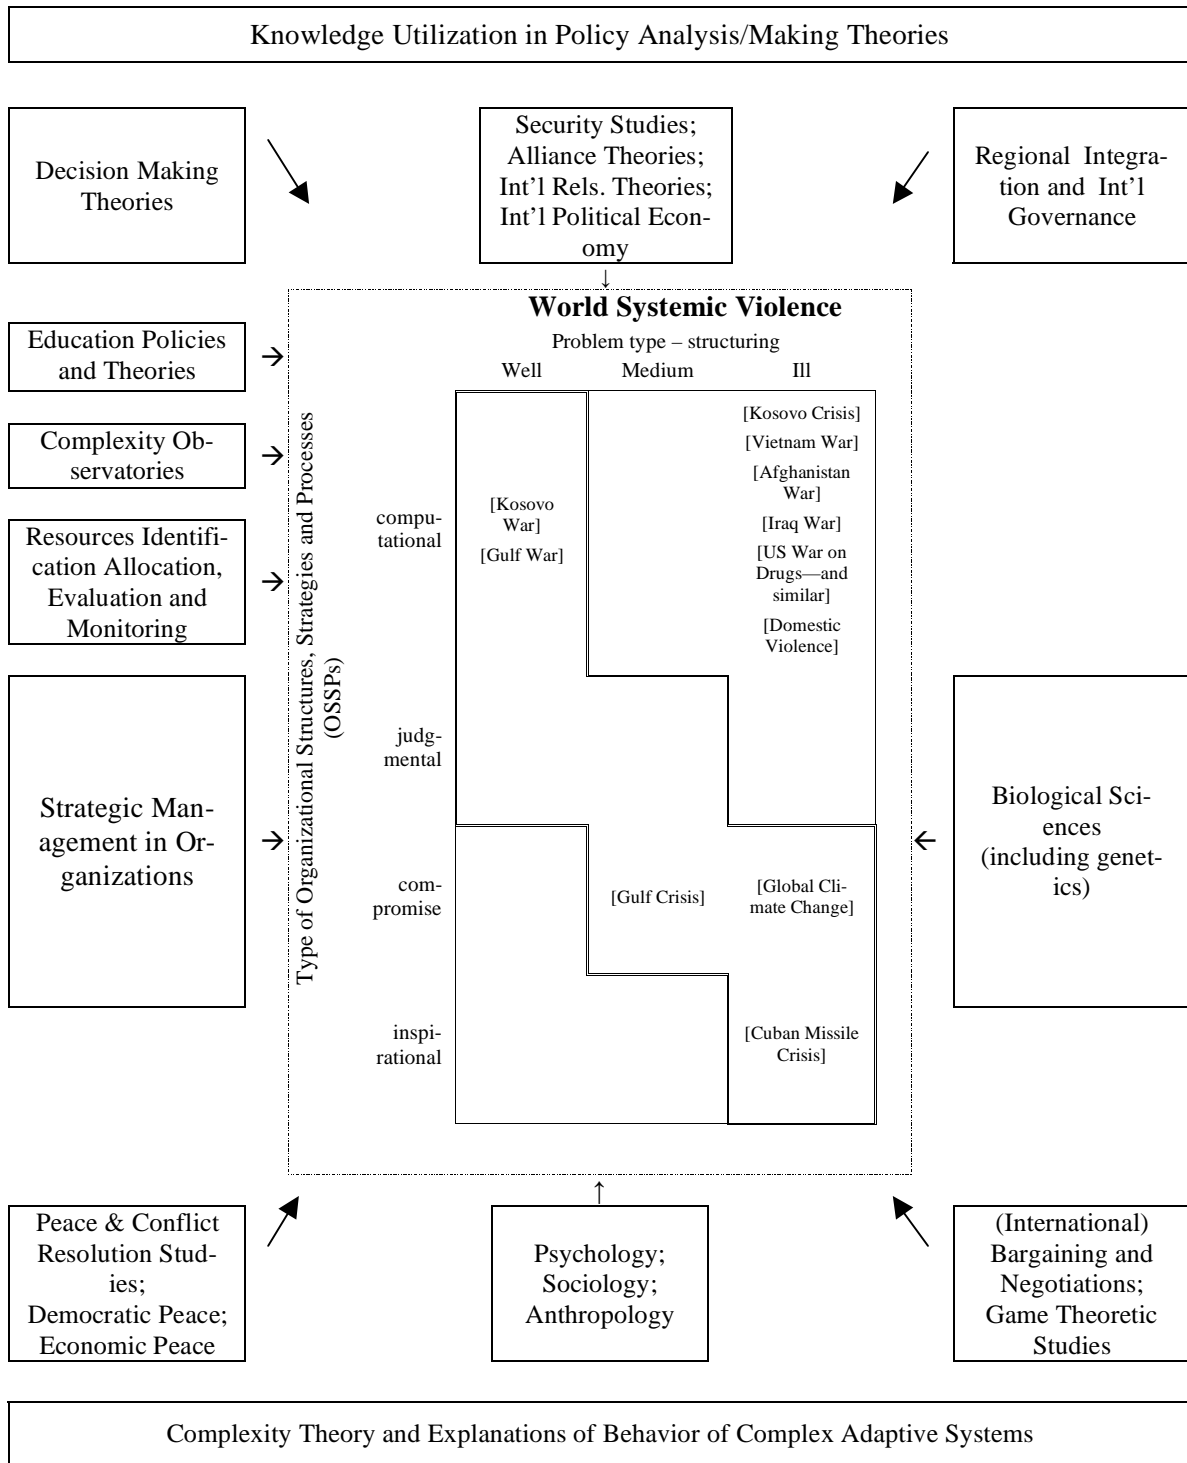 Knowledge Utilization in Policy Analysis/Making Theories
Decision Making
Theories
Security Studies;
Alliance Theories;
Int'l Rels. Theories;
Int'l Political Econ-
omy
Regional Integra-
tion and Int'l
Governance
↓
World Systemic Violence
Problem type – structuring
Well Medium Ill
Education Policies
and Theories
→
Complexity Ob-
servatories
→
Resources Identifi-
cation Allocation,
Evaluation and
Monitoring
→
Strategic Man-
agement in Or-
ganizations
→
Type of Organizational Structures, Strategies and Processes
(OSSPs)
compu-
tational
[Kosovo
War]
[Gulf War]
[Kosovo Crisis]
[Vietnam War]
[Afghanistan
War]
[Iraq War]
[US War on
Drugs—and
similar]
[Domestic
Violence]
judg-
mental
com-
promise
[Gulf Crisis]
[Global Cli-
mate Change]
inspi-
rational
[Cuban Missile
Crisis]
←
Biological Sci-
ences
(including genet-
ics)
Peace & Conflict
Resolution Stud-
ies;
Democratic Peace;
Economic Peace
↑
Psychology;
Sociology;
Anthropology
(International)
Bargaining and
Negotiations;
Game Theoretic
Studies
Complexity Theory and Explanations of Behavior of Complex Adaptive Systems